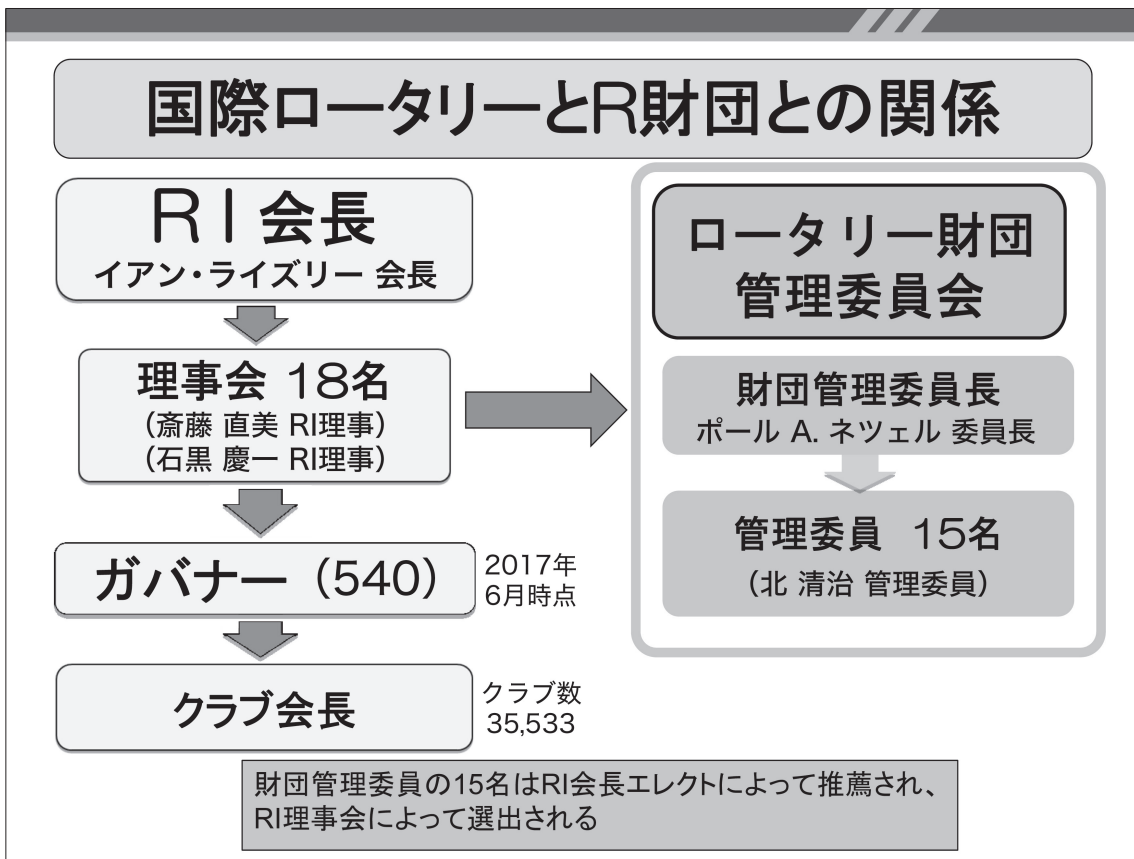 国際ロータリーとR財団との関係
RI会長
イアン・ライズリー 会長
理事会 18名
(斎藤 直美 RI理事)
(石黒 慶一 RI理事)
ガバナー (540)
2017年
6月時点
クラブ会長
クラブ数
35,533
ロータリー財団
管理委員会
財団管理委員長
ポール A. ネツェル 委員長
管理委員 15名
(北 清治 管理委員)
財団管理委員の15名はRI会長エレクトによって推薦され、
RI理事会によって選出される